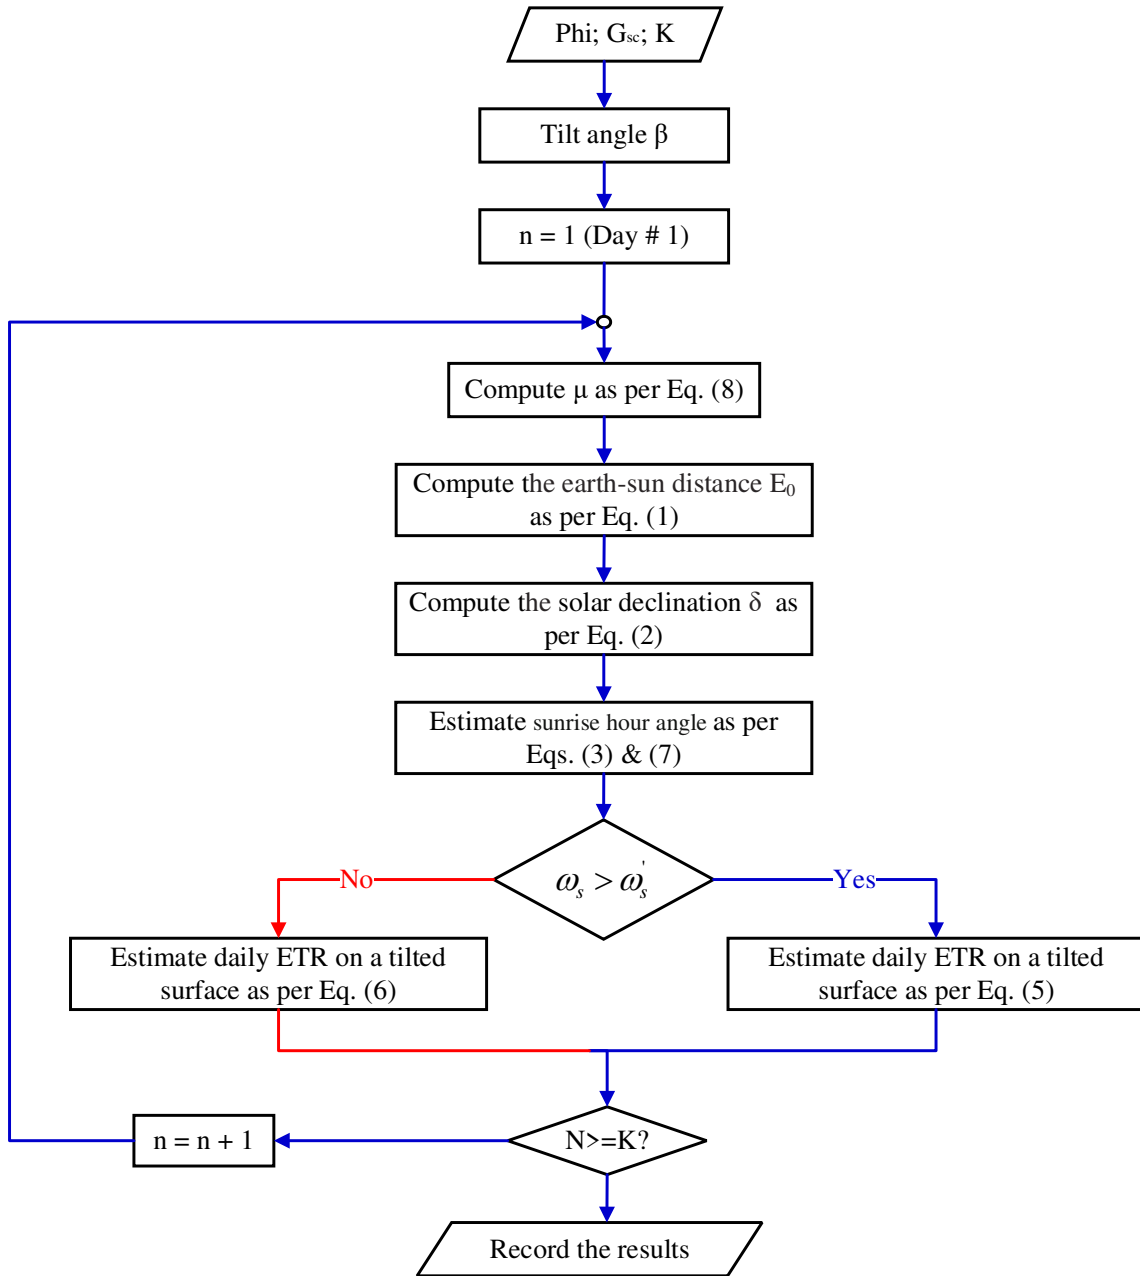 Phi; Gsc; K
Tilt angle β
n = 1 (Day # 1)
Compute μ as per Eq. (8)
Compute the earth-sun distance E₀
as per Eq. (1)
Compute the solar declination δ as
per Eq. (2)
Estimate sunrise hour angle as per
Eqs. (3) & (7)
ωₛ > ωₛ'
No
Yes
Estimate daily ETR on a tilted
surface as per Eq. (6)
Estimate daily ETR on a tilted
surface as per Eq. (5)
n = n + 1
N>=K?
Record the results